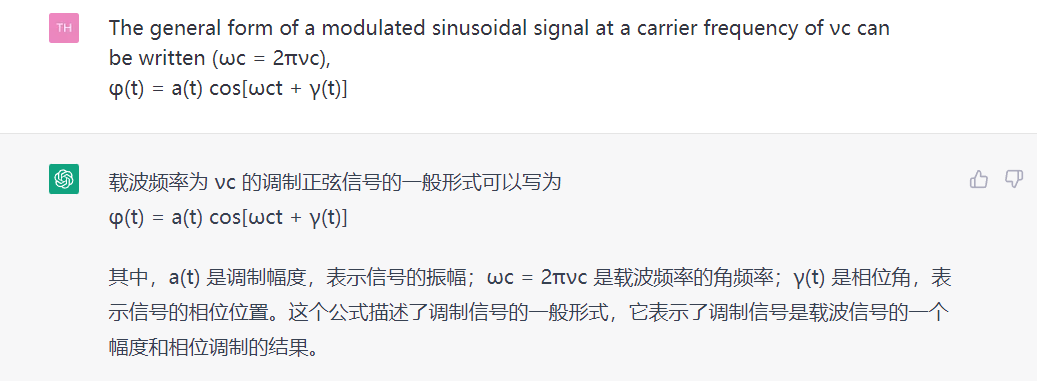 TH
The general form of a modulated sinusoidal signal at a carrier frequency of νc can
be written (ωc = 2πνc),
φ(t) = a(t) cos[ωct + γ(t)]
载波频率为 νc 的调制正弦信号的一般形式可以写为
φ(t) = a(t) cos[ωct + γ(t)]
其中，a(t) 是调制幅度，表示信号的振幅；ωc = 2πνc 是载波频率的角频率；γ(t) 是相位角，表
示信号的相位位置。这个公式描述了调制信号的一般形式，它表示了调制信号是载波信号的一个
幅度和相位调制的结果。